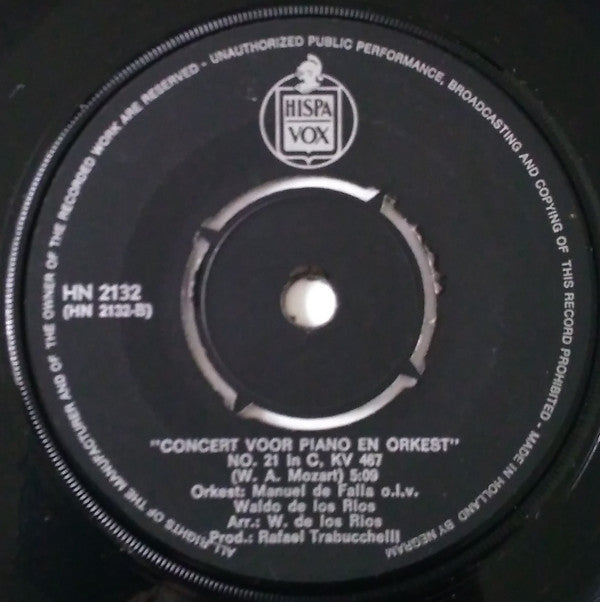 ALL RIGHTS OF THE MANUFACTURER AND OF THE OWNER OF THE RECORDED WORK ARE RESERVED - UNAUTHORIZED PUBLIC PERFORMANCE, BROADCASTING AND COPYING OF THIS RECORD PROHIBITED - MADE IN HOLLAND BY NEGRAM
HISPA
VOX
HN 2132
(HN 2132-B)
"CONCERT VOOR PIANO EN ORKEST"
NO. 21 in C, KV 467
(W. A. Mozart) 5:09
Orkest: Manuel de Falla o.l.v.
Waldo de los Rios
Arr.: W. de los Rios
Prod.: Rafael Trabucchelli